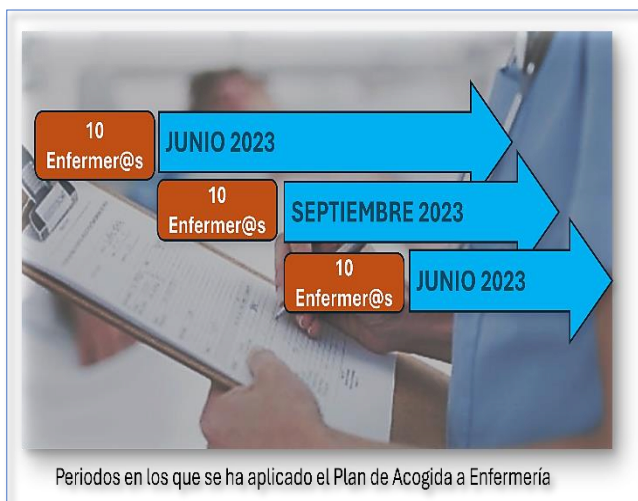 10
Enfermer@s
JUNIO 2023
10
Enfermer@s
SEPTIEMBRE 2023
10
Enfermer@s
JUNIO 2023
Periodos en los que se ha aplicado el Plan de Acogida a Enfermería